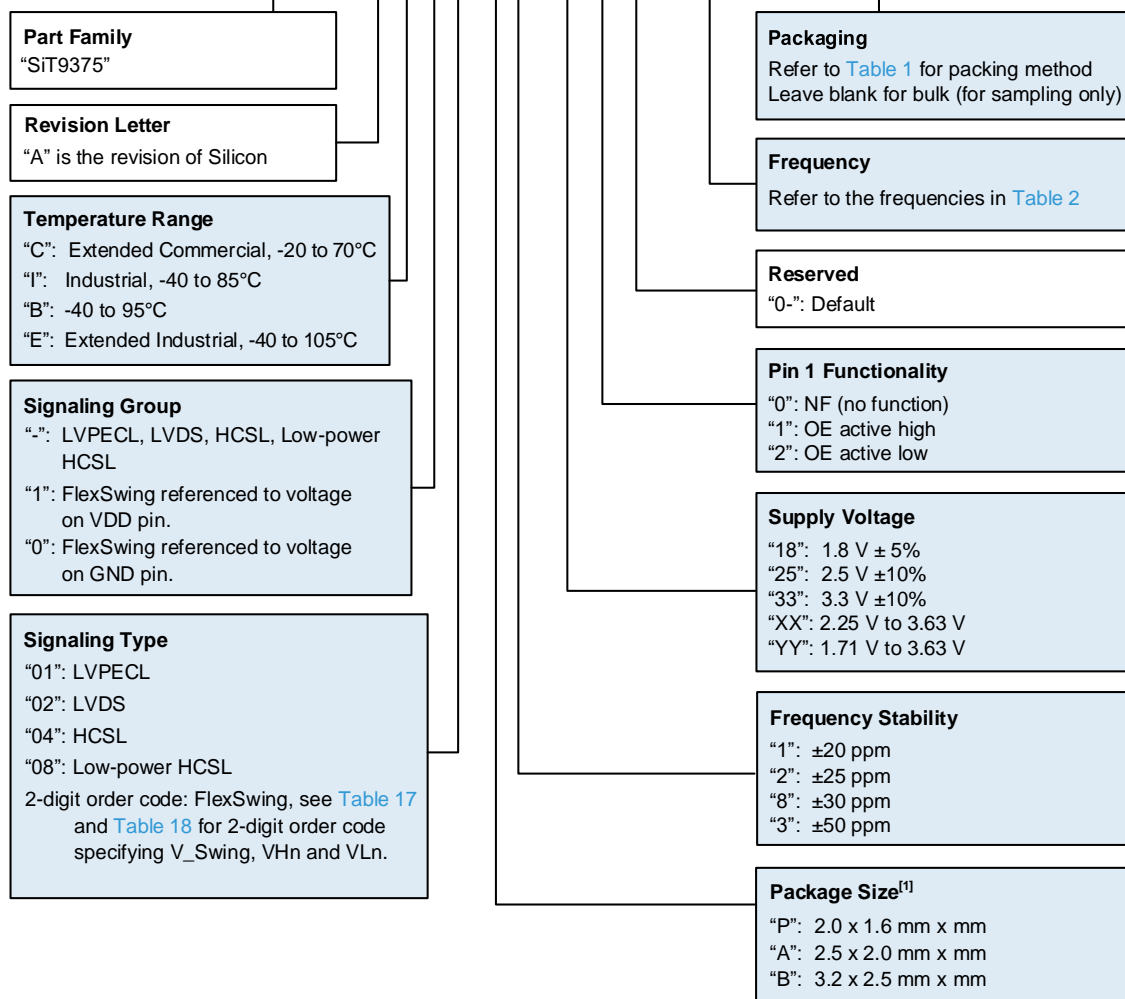 Part Family
“SiT9375”
Revision Letter
“A” is the revision of Silicon
Temperature Range
“C”: Extended Commercial, -20 to 70°C
“I”: Industrial, -40 to 85°C
“B”: -40 to 95°C
“E”: Extended Industrial, -40 to 105°C
Signaling Group
“-”: LVPECL, LVDS, HCSL, Low-power
HCSL
“1”: FlexSwing referenced to voltage
on VDD pin.
“0”: FlexSwing referenced to voltage
on GND pin.
Signaling Type
“01”: LVPECL
“02”: LVDS
“04”: HCSL
“08”: Low-power HCSL
2-digit order code: FlexSwing, see Table 17
and Table 18 for 2-digit order code
specifying V_Swing, VHn and VLn.
Packaging
Refer to Table 1 for packing method
Leave blank for bulk (for sampling only)
Frequency
Refer to the frequencies in Table 2
Reserved
“0-”: Default
Pin 1 Functionality
“0”: NF (no function)
“1”: OE active high
“2”: OE active low
Supply Voltage
“18”: 1.8 V ± 5%
“25”: 2.5 V ±10%
“33”: 3.3 V ±10%
“XX”: 2.25 V to 3.63 V
“YY”: 1.71 V to 3.63 V
Frequency Stability
“1”: ±20 ppm
“2”: ±25 ppm
“8”: ±30 ppm
“3”: ±50 ppm
Package Size[1]
“P”: 2.0 x 1.6 mm x mm
“A”: 2.5 x 2.0 mm x mm
“B”: 3.2 x 2.5 mm x mm